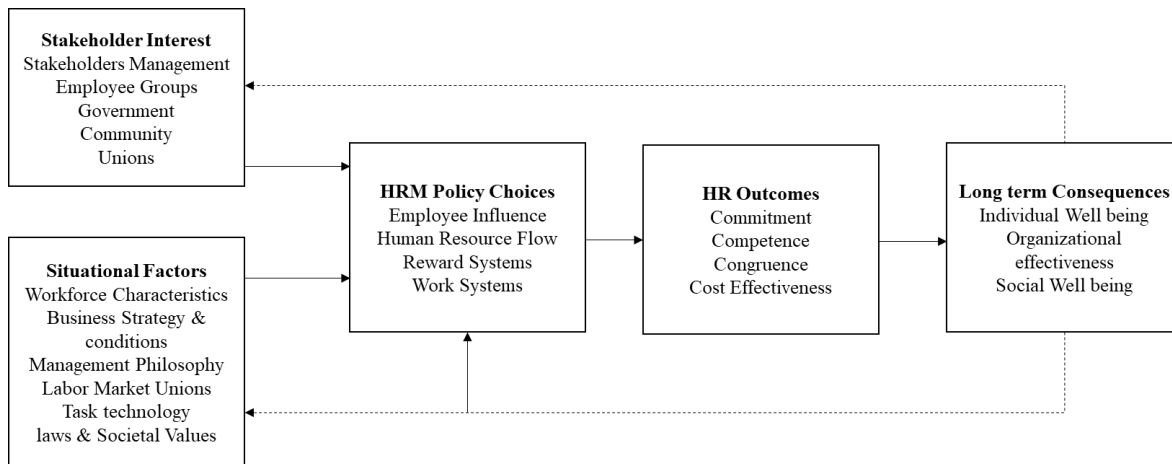 Stakeholder Interest
Stakeholders Management
Employee Groups
Government
Community
Unions
Situational Factors
Workforce Characteristics
Business Strategy &
conditions
Management Philosophy
Labor Market Unions
Task technology
laws & Societal Values
HRM Policy Choices
Employee Influence
Human Resource Flow
Reward Systems
Work Systems
HR Outcomes
Commitment
Competence
Congruence
Cost Effectiveness
Long term Consequences
Individual Well being
Organizational
effectiveness
Social Well being